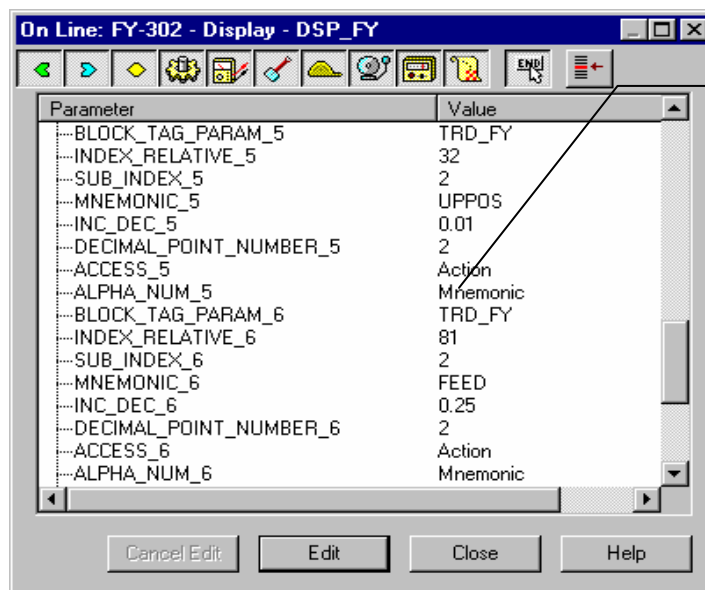 On Line: FY-302 - Display - DSP_FY
END
Parameter Value
BLOCK_TAG_PARAM_5 TRD_FY
INDEX_RELATIVE_5 32
SUB_INDEX_5 2
MNEMONIC_5 UPPOS
INC_DEC_5 0.01
DECIMAL_POINT_NUMBER_5 2
ACCESS_5 Action
ALPHA_NUM_5 Mnemonic
BLOCK_TAG_PARAM_6 TRD_FY
INDEX_RELATIVE_6 81
SUB_INDEX_6 2
MNEMONIC_6 FEED
INC_DEC_6 0.25
DECIMAL_POINT_NUMBER_6 2
ACCESS_6 Action
ALPHA_NUM_6 Mnemonic
Cancel Edit Edit Close Help